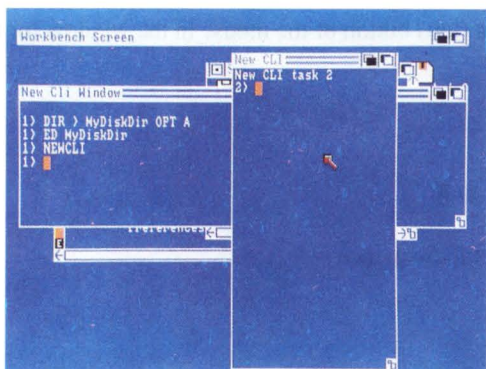 Workbench Screen
New CLI
New CLI task 2
2)
New Cli Window
1) DIR > MyDiskDir OPT A
1) ED MyDiskDir
1) NEWCLI
1)
Preferences